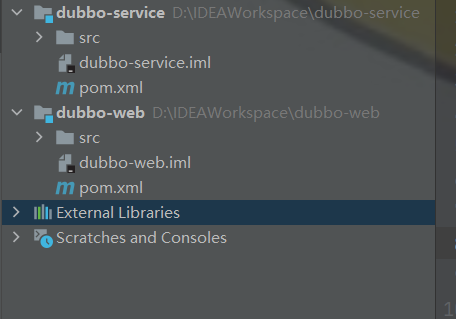 dubbo-service D:\IDEAWorkspace\dubbo-service
src
dubbo-service.iml
pom.xml
dubbo-web D:\IDEAWorkspace\dubbo-web
src
dubbo-web.iml
pom.xml
External Libraries
Scratches and Consoles